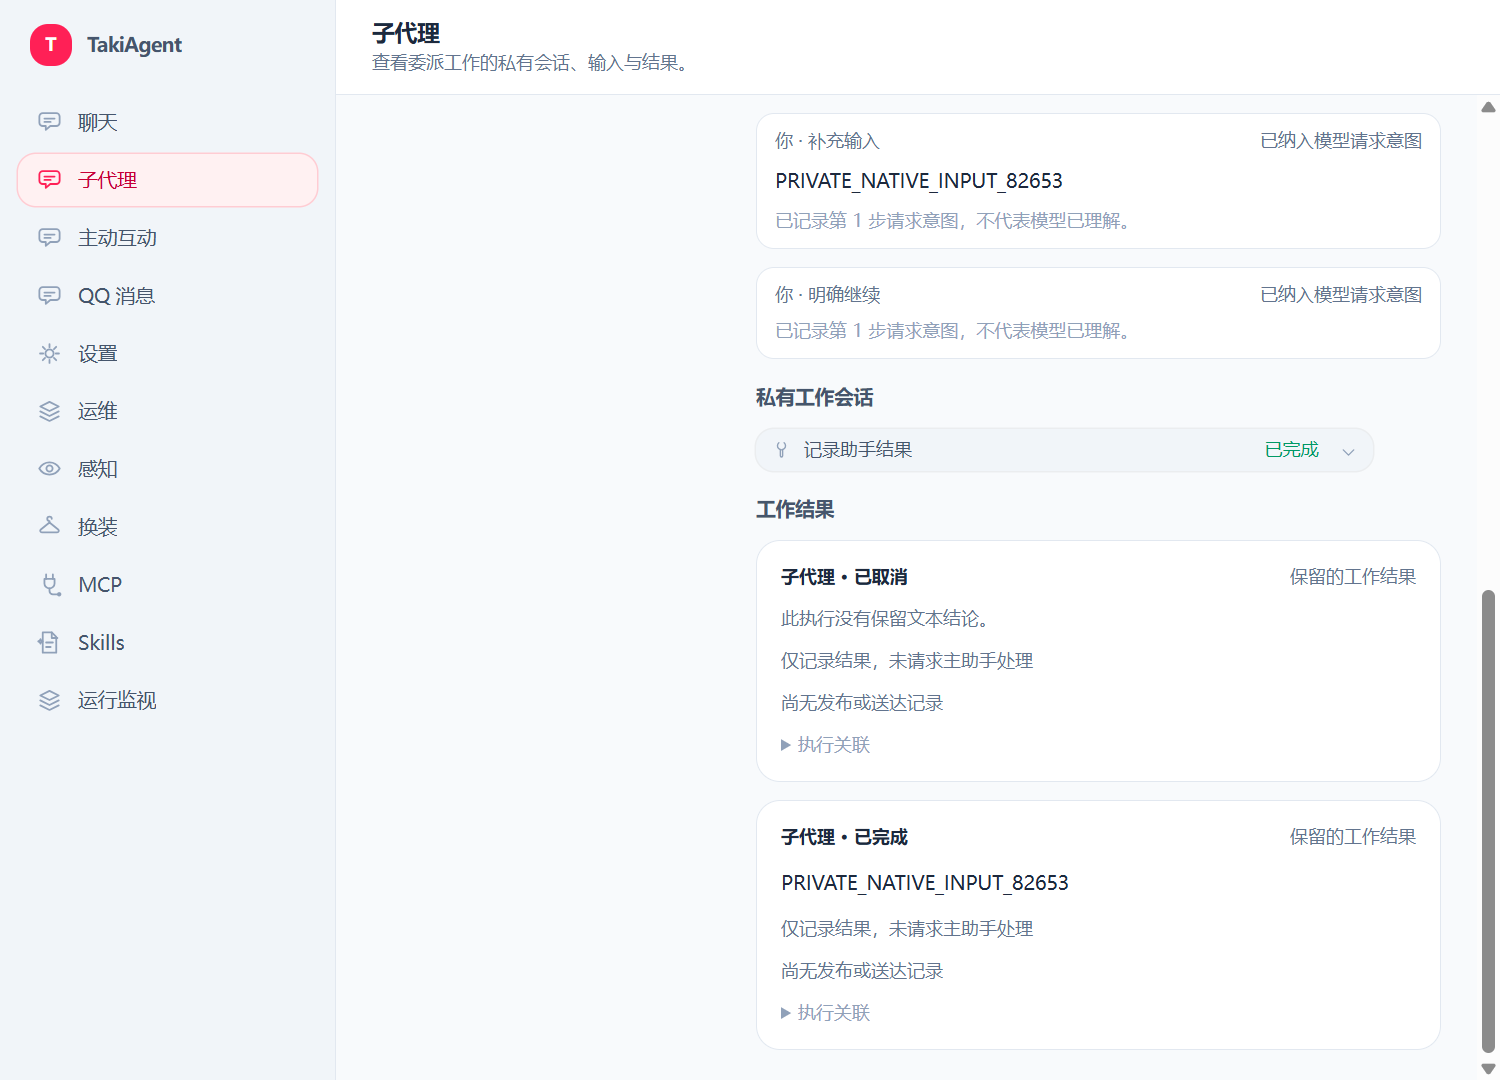 T
TakiAgent
聊天
子代理
主动互动
QQ 消息
设置
运维
感知
换装
MCP
Skills
运行监视
子代理
查看委派工作的私有会话、输入与结果。
你 · 补充输入
已纳入模型请求意图
PRIVATE_NATIVE_INPUT_82653
已记录第 1 步请求意图，不代表模型已理解。
你 · 明确继续
已纳入模型请求意图
已记录第 1 步请求意图，不代表模型已理解。
私有工作会话
记录助手结果
已完成
工作结果
子代理 • 已取消
保留的工作结果
此执行没有保留文本结论。
仅记录结果，未请求主助手处理
尚无发布或送达记录
执行关联
子代理 • 已完成
保留的工作结果
PRIVATE_NATIVE_INPUT_82653
仅记录结果，未请求主助手处理
尚无发布或送达记录
执行关联